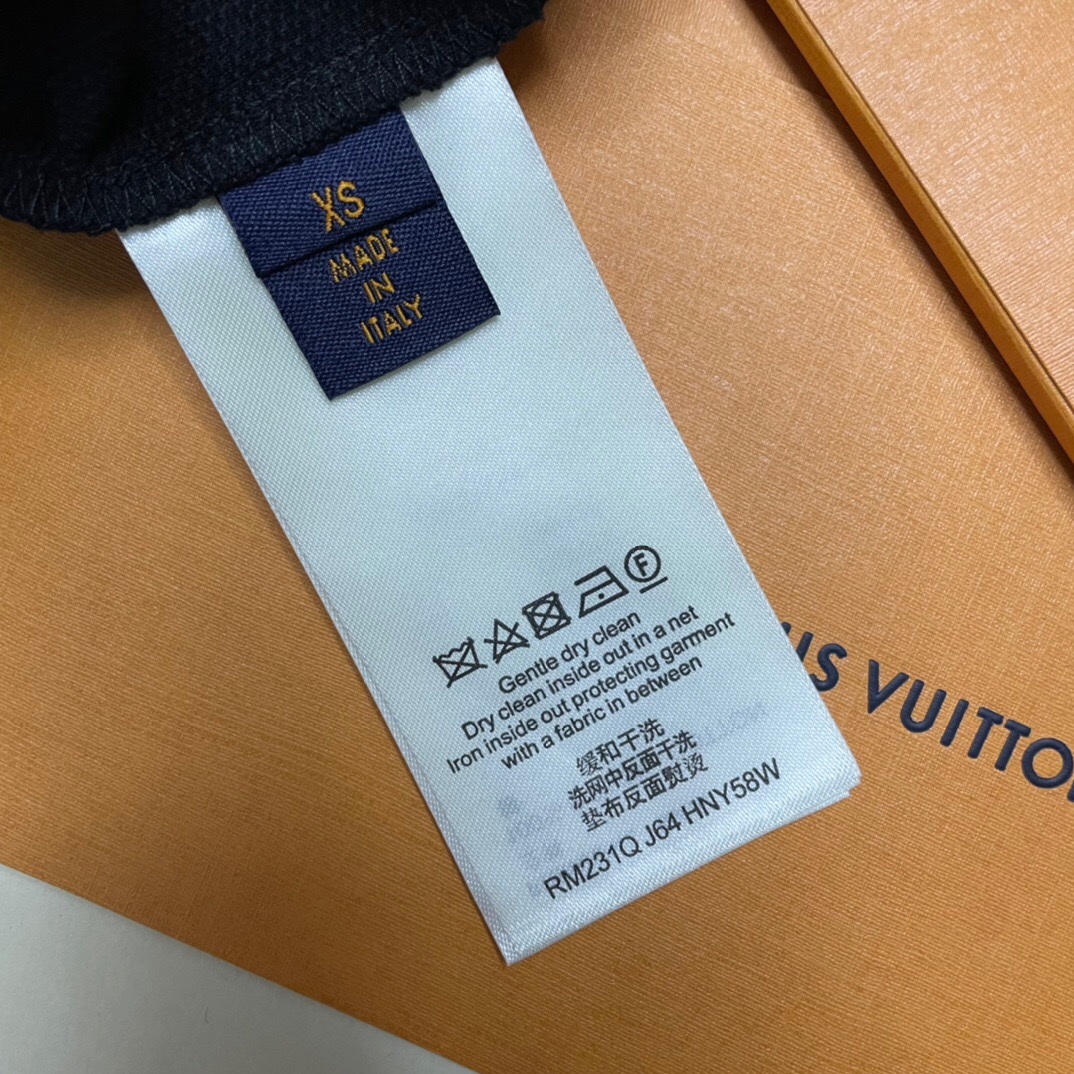 XS
MADE
IN
ITALY
F
Gentle dry clean
Dry clean inside out in a net
Iron inside out protecting garment
with a fabric in between
缓和干洗
洗网中反面干洗
垫布反面熨烫
RM231Q J64 HNY58W
US VUITTON